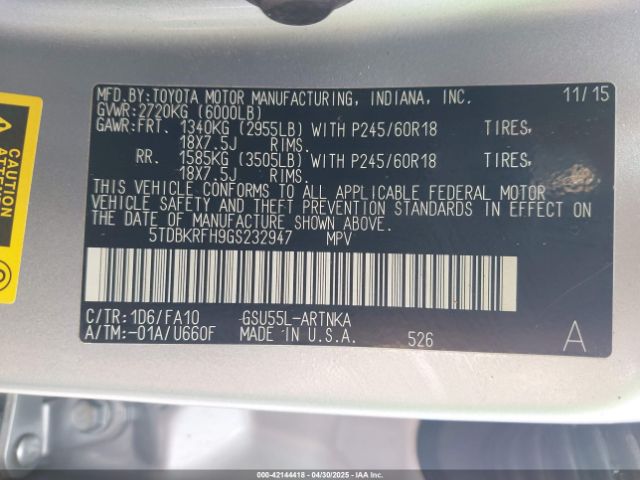 MFD.BY:TOYOTA MOTOR MANUFACTURING, INDIANA, INC. 11/15
GVWR:2720KG (6000LB)
GAWR:FRT. 1340KG (2955LB) WITH P245/60R18 TIRES,
18X7.5J RIMS.
RR. 1585KG (3505LB) WITH P245/60R18 TIRES,
18X7.5J RIMS.
THIS VEHICLE CONFORMS TO ALL APPLICABLE FEDERAL MOTOR
VEHICLE SAFETY AND THEFT PREVENTION STANDARDS IN EFFECT
ON THE DATE OF MANUFACTURE SHOWN ABOVE.
5TDBKRFH9GS232947 MPV
C/TR:1D6/FA10 GSU55L-ARTNKA
A/TM:-01A/U660F MADE IN U.S.A. 526 A
CAUTION
000-42144418 - 04/30/2025 - IAA Corp.